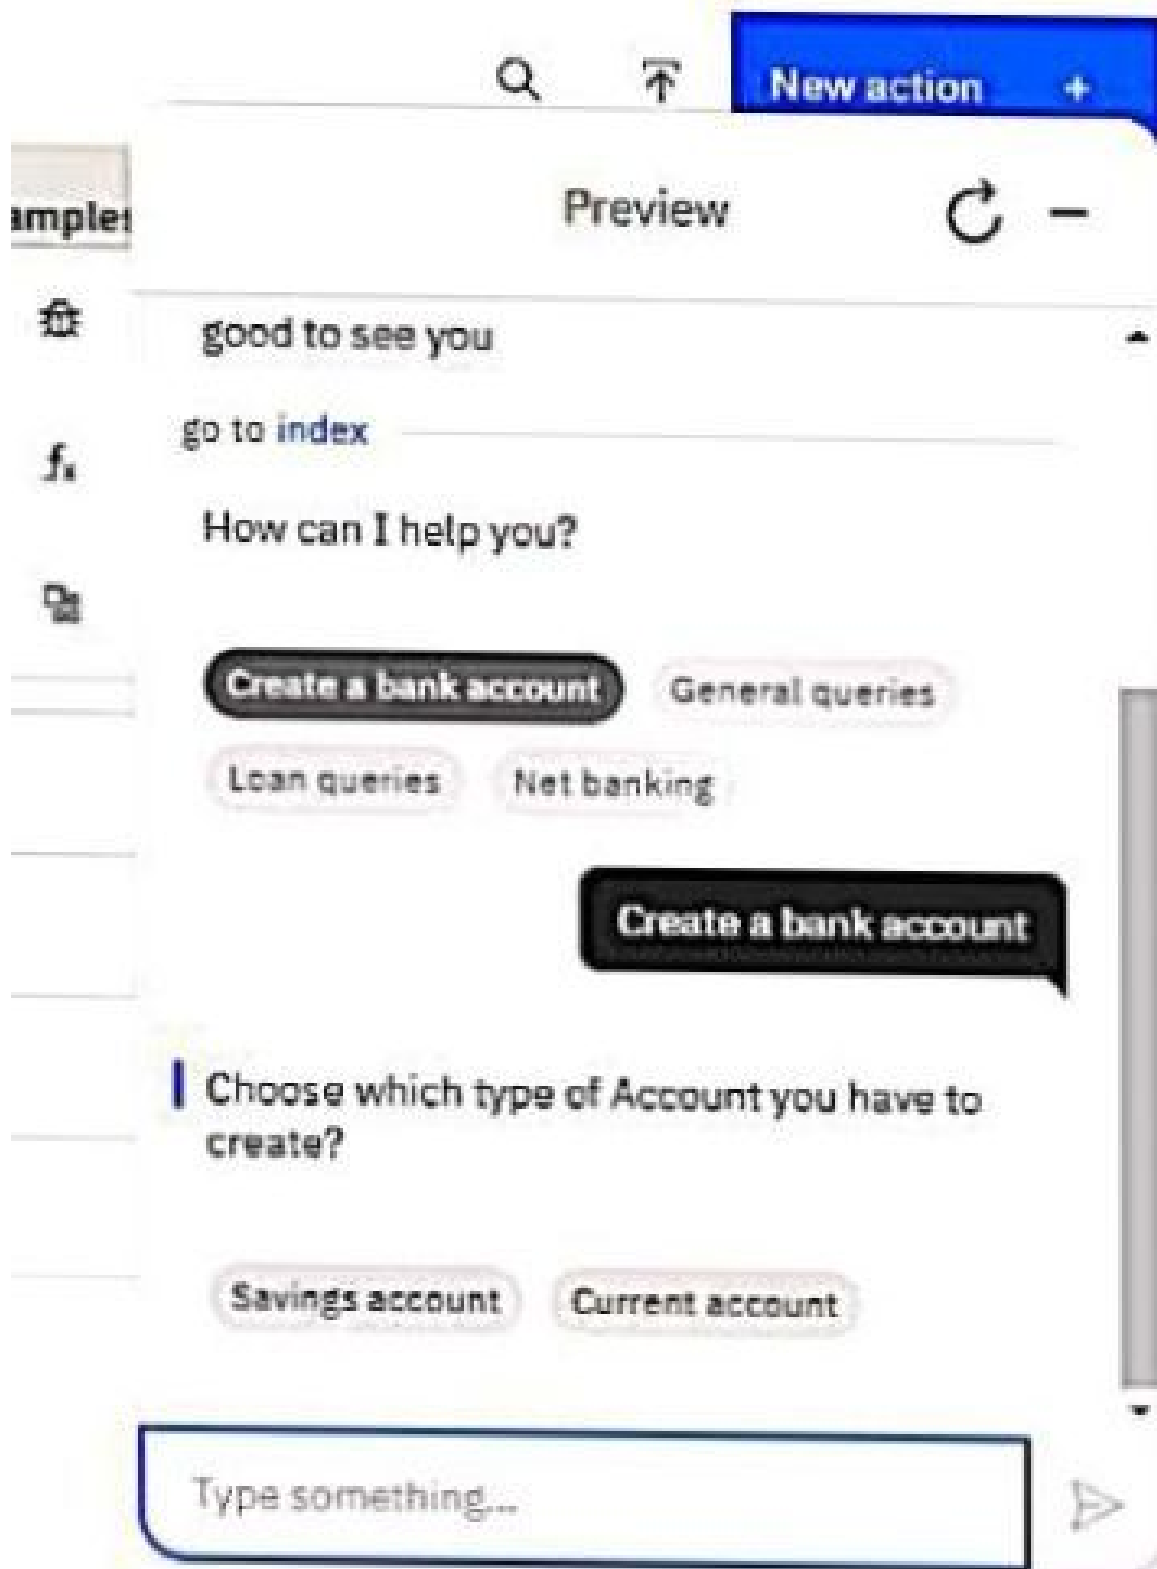 New action +
Preview
good to see you
go to index
How can I help you?
Create a bank account
General queries
Loan queries
Net banking
Create a bank account
Choose which type of Account you have to
create?
Savings account
Current account
Type something...